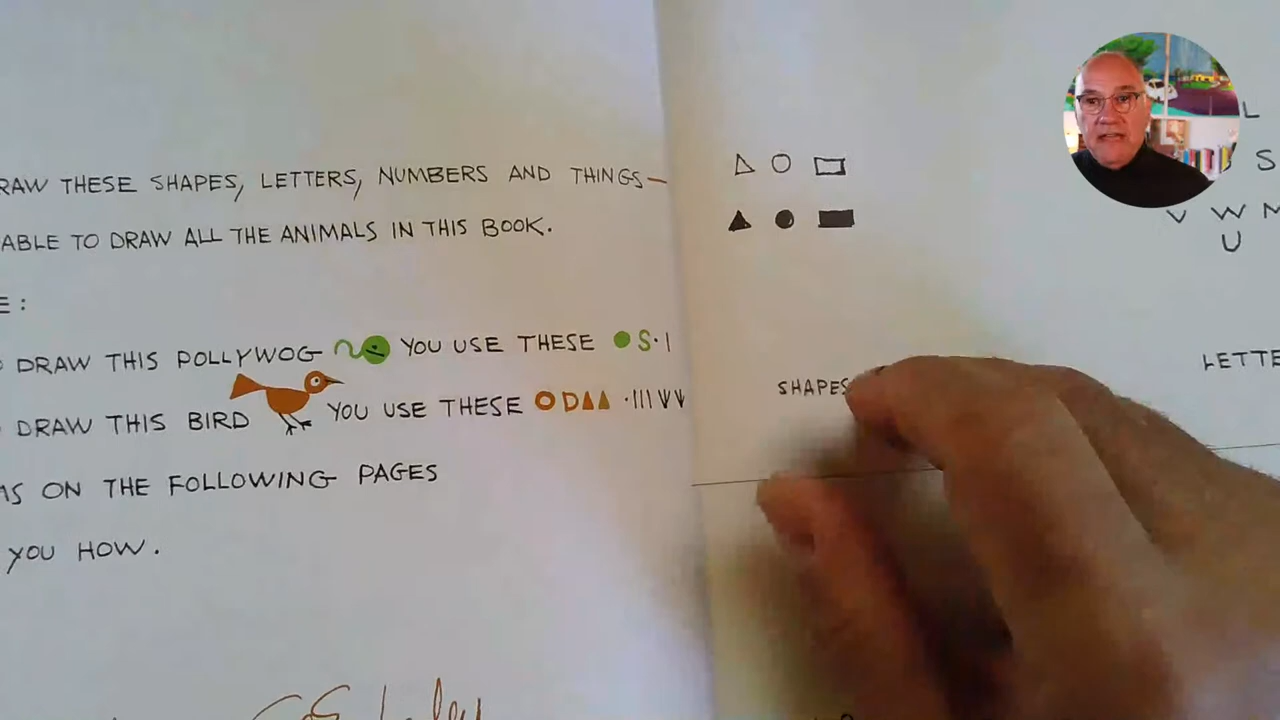 RAW THESE SHAPES, LETTERS, NUMBERS AND THINGS—
ABLE TO DRAW ALL THE ANIMALS IN THIS BOOK.
E:
DRAW THIS POLLYWOG YOU USE THESE
DRAW THIS BIRD YOU USE THESE
MS ON THE FOLLOWING PAGES
YOU HOW.
SHAPES
L
S
V W M
U
LETTE